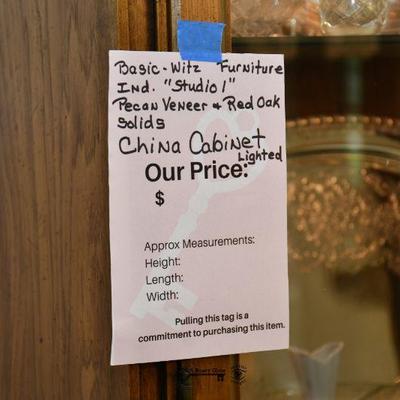 Basic-Witz Furniture
Ind. "Studio 1"
Pecan Veneer & Red Oak
Solids
China Cabinet
Lighted
Our Price:
$
Approx Measurements:
Height:
Length:
Width:
Pulling this tag is a
commitment to purchasing this item.